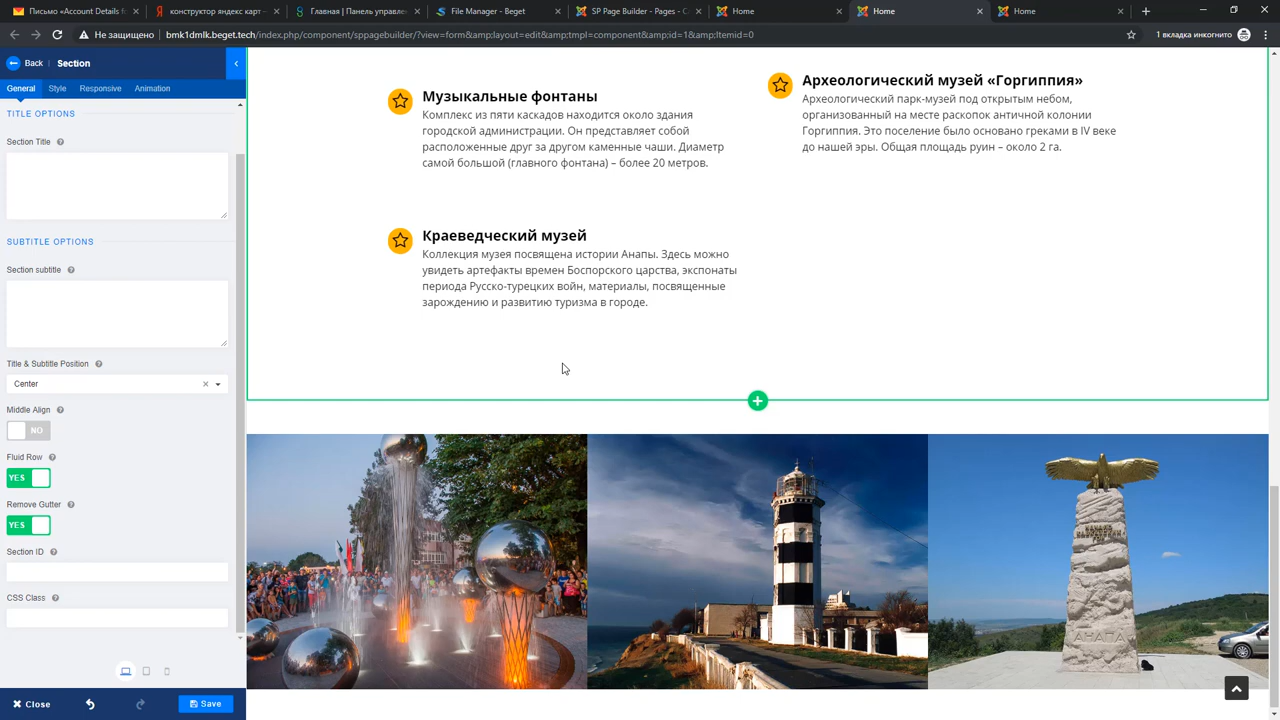 Письмо «Account Details f
конструктор яндекс карт -
Главная | Панель управле
File Manager - Beget
SP Page Builder - Pages - C
Home
Home
Home
Не защищено
bmk1dmlk.beget.tech/index.php/component/sppagebuilder/?view=form&amp;layout=edit&amp;tmpl=component&amp;id=1&amp;Itemid=0
1 вкладка инкогнито
Back
Section
General
Style
Responsive
Animation
TITLE OPTIONS
Section Title
SUBTITLE OPTIONS
Section subtitle
Title & Subtitle Position
Center
Middle Align
NO
Fluid Row
YES
Remove Gutter
YES
Section ID
CSS Class
Close
Save
Музыкальные фонтаны
Комплекс из пяти каскадов находится около здания
городской администрации. Он представляет собой
расположенные друг за другом каменные чаши. Диаметр
самой большой (главного фонтана) – более 20 метров.
Археологический музей «Горгиппия»
Археологический парк-музей под открытым небом,
организованный на месте раскопок античной колонии
Горгиппия. Это поселение было основано греками в IV веке
до нашей эры. Общая площадь руин – около 2 га.
Краеведческий музей
Коллекция музея посвящена истории Анапы. Здесь можно
увидеть артефакты времен Боспорского царства, экспонаты
периода Русско-турецких войн, материалы, посвященные
зарождению и развитию туризма в городе.
АНАПА